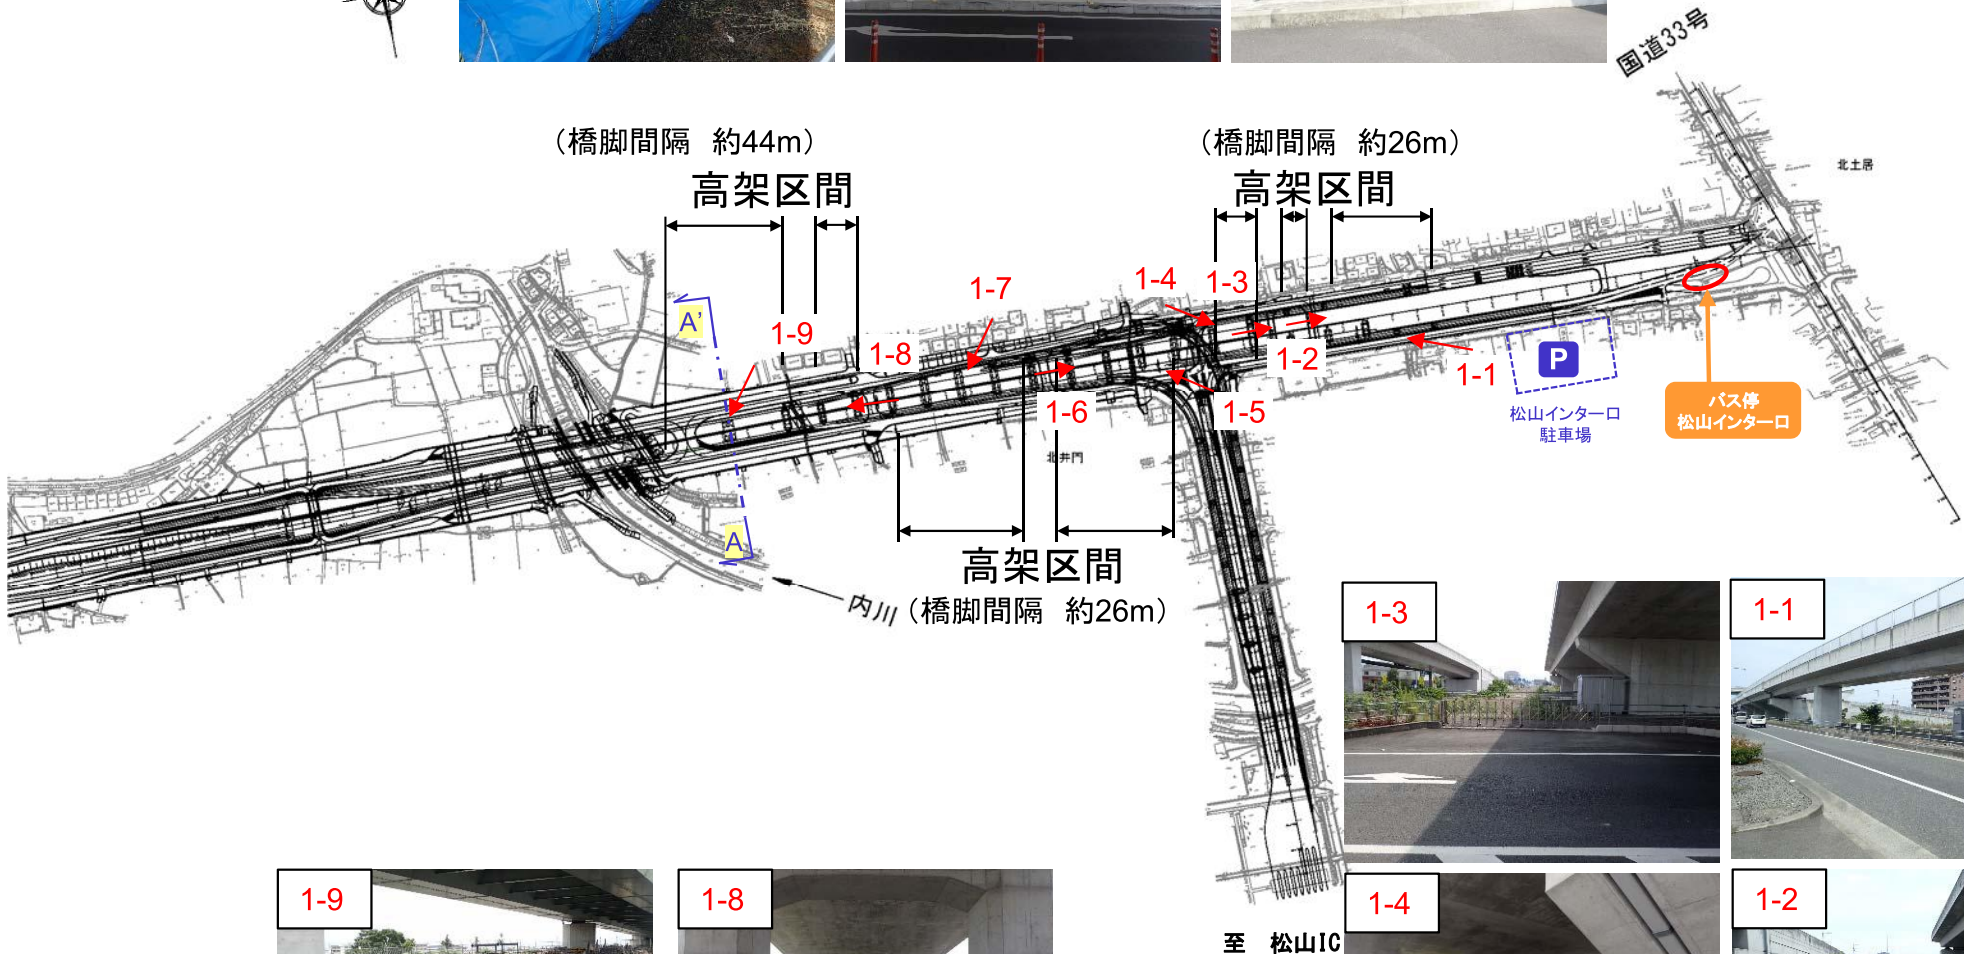 国道33号
（橋脚間隔　約44m）
高架区間
（橋脚間隔　約26m）
高架区間
北土居
1-7
1-4
1-3
A'
1-9
1-8
1-2
1-1
P
1-6
1-5
松山インター口
駐車場
バス停
松山インター口
北井門
A
高架区間
内川
（橋脚間隔　約26m）
1-3
1-1
1-9
1-8
1-4
1-2
至　松山IC